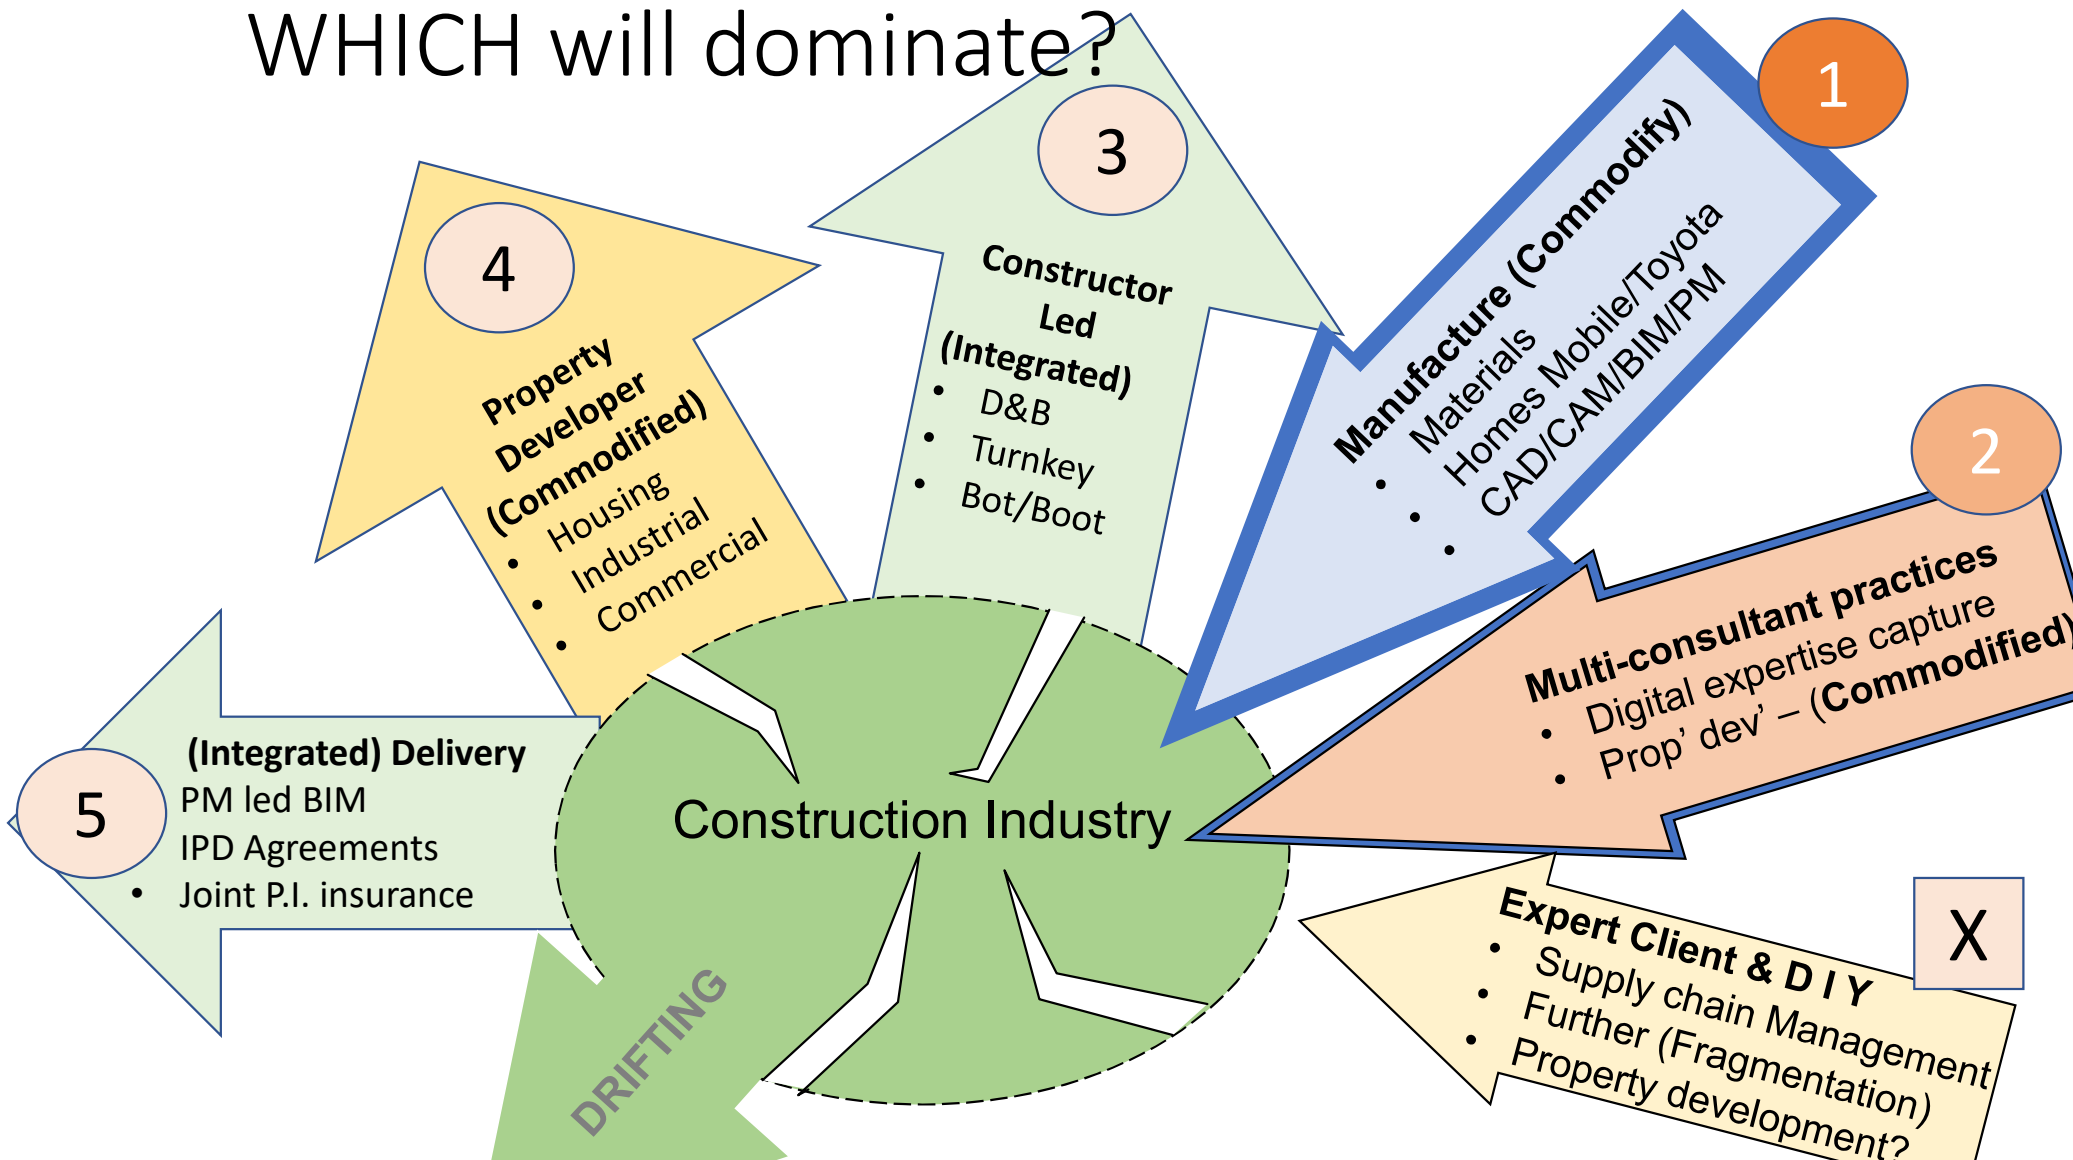 WHICH will dominate?
1
3
4
2
Manufacture (Commodify)
• Materials
• Homes Mobile/Toyota
• CAD/CAM/BIM/PM
Constructor
Led
(Integrated)
• D&B
• Turnkey
• Bot/Boot
Property
Developer
(Commodified)
• Housing
• Industrial
• Commercial
Multi-consultant practices
• Digital expertise capture
• Prop’ dev’ – (Commodified)
5
(Integrated) Delivery
PM led BIM
IPD Agreements
• Joint P.I. insurance
Construction Industry
X
Expert Client & D I Y
• Supply chain Management
• Further (Fragmentation)
• Property development?
DRIFTING